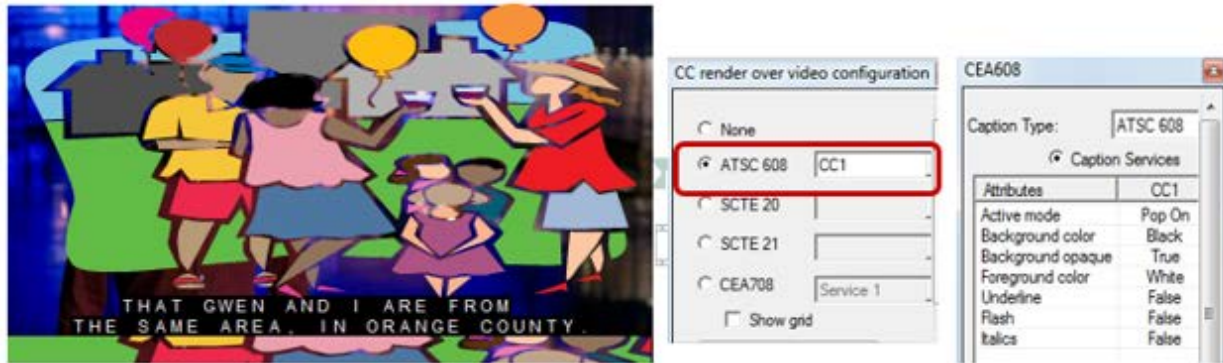 THAT GWEN AND I ARE FROM
THE SAME AREA, IN ORANGE COUNTY.
CC render over video configuration
None
ATSC 608 CC1
SCTE 20
SCTE 21
CEA708 Service 1
Show grid
CEA608
Caption Type: ATSC 608
Caption Services
Attributes CC1
Active mode Pop On
Background color Black
Background opaque True
Foreground color White
Underline False
Flash False
Italics False